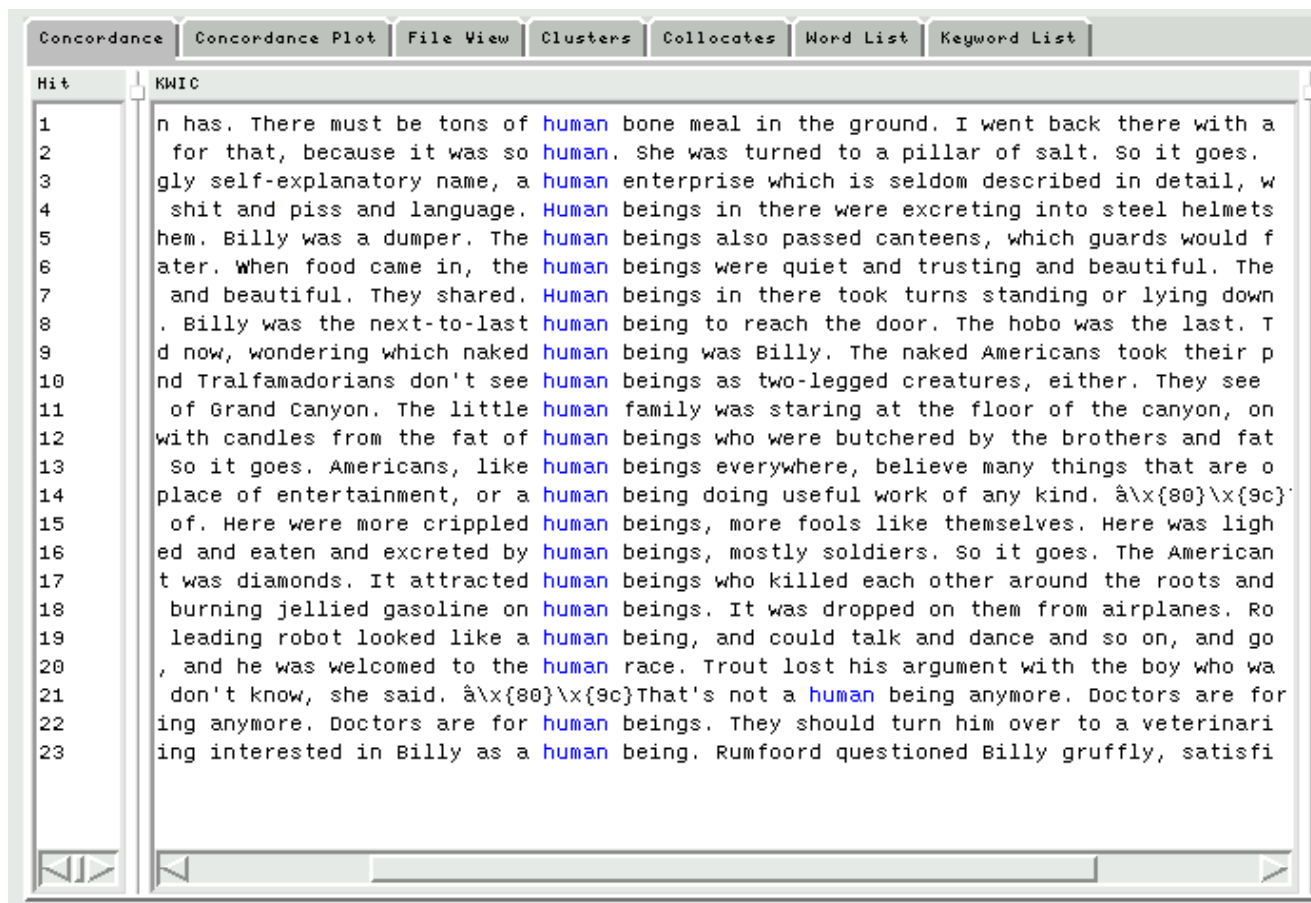 Concordance Concordance Plot File View Clusters Collocates Word List Keyword List
Hit KWIC
1 n has. There must be tons of human bone meal in the ground. I went back there with a
2 for that, because it was so human. She was turned to a pillar of salt. So it goes.
3 gly self-explanatory name, a human enterprise which is seldom described in detail, w
4 shit and piss and language. Human beings in there were excreting into steel helmets
5 hem. Billy was a dumper. The human beings also passed canteens, which guards would f
6 ater. When food came in, the human beings were quiet and trusting and beautiful. The
7 and beautiful. They shared. Human beings in there took turns standing or lying down
8 . Billy was the next-to-last human being to reach the door. The hobo was the last. T
9 d now, wondering which naked human being was Billy. The naked Americans took their p
10 nd Tralfamadorians don't see human beings as two-legged creatures, either. They see
11 of Grand Canyon. The little human family was staring at the floor of the canyon, on
12 with candles from the fat of human beings who were butchered by the brothers and fat
13 So it goes. Americans, like human beings everywhere, believe many things that are o
14 place of entertainment, or a human being doing useful work of any kind. â\x{80}\x{9c}
15 of. Here were more crippled human beings, more fools like themselves. Here was ligh
16 ed and eaten and excreted by human beings, mostly soldiers. So it goes. The American
17 t was diamonds. It attracted human beings who killed each other around the roots and
18 burning jellied gasoline on human beings. It was dropped on them from airplanes. Ro
19 leading robot looked like a human being, and could talk and dance and so on, and go
20 , and he was welcomed to the human race. Trout lost his argument with the boy who wa
21 don't know, she said. â\x{80}\x{9c}That's not a human being anymore. Doctors are for
22 ing anymore. Doctors are for human beings. They should turn him over to a veterinari
23 ing interested in Billy as a human being. Rumfoord questioned Billy gruffly, satisfi